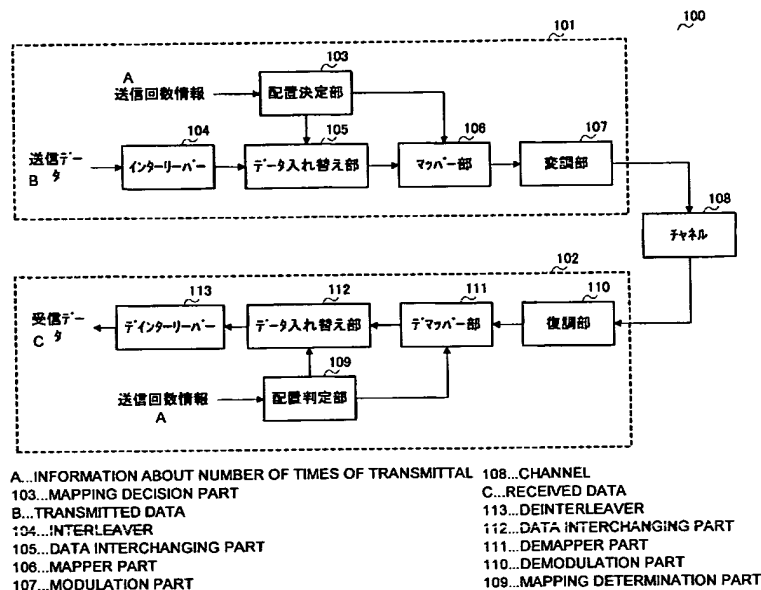 100
101
103
A
送信回数情報
配置決定部
104
105
106
107
送信データ
B
インターリーバー
データ入れ替え部
マッパー部
変調部
108
チャネル
102
113
112
111
110
受信データ
C
デインターリーバー
データ入れ替え部
デマッパー部
復調部
109
送信回数情報
A
配置判定部
A...INFORMATION ABOUT NUMBER OF TIMES OF TRANSMITTAL
103...MAPPING DECISION PART
B...TRANSMITTED DATA
104...INTERLEAVER
105...DATA INTERCHANGING PART
106...MAPPER PART
107...MODULATION PART
108...CHANNEL
C...RECEIVED DATA
113...DEINTERLEAVER
112...DATA INTERCHANGING PART
111...DEMAPPER PART
110...DEMODULATION PART
109...MAPPING DETERMINATION PART